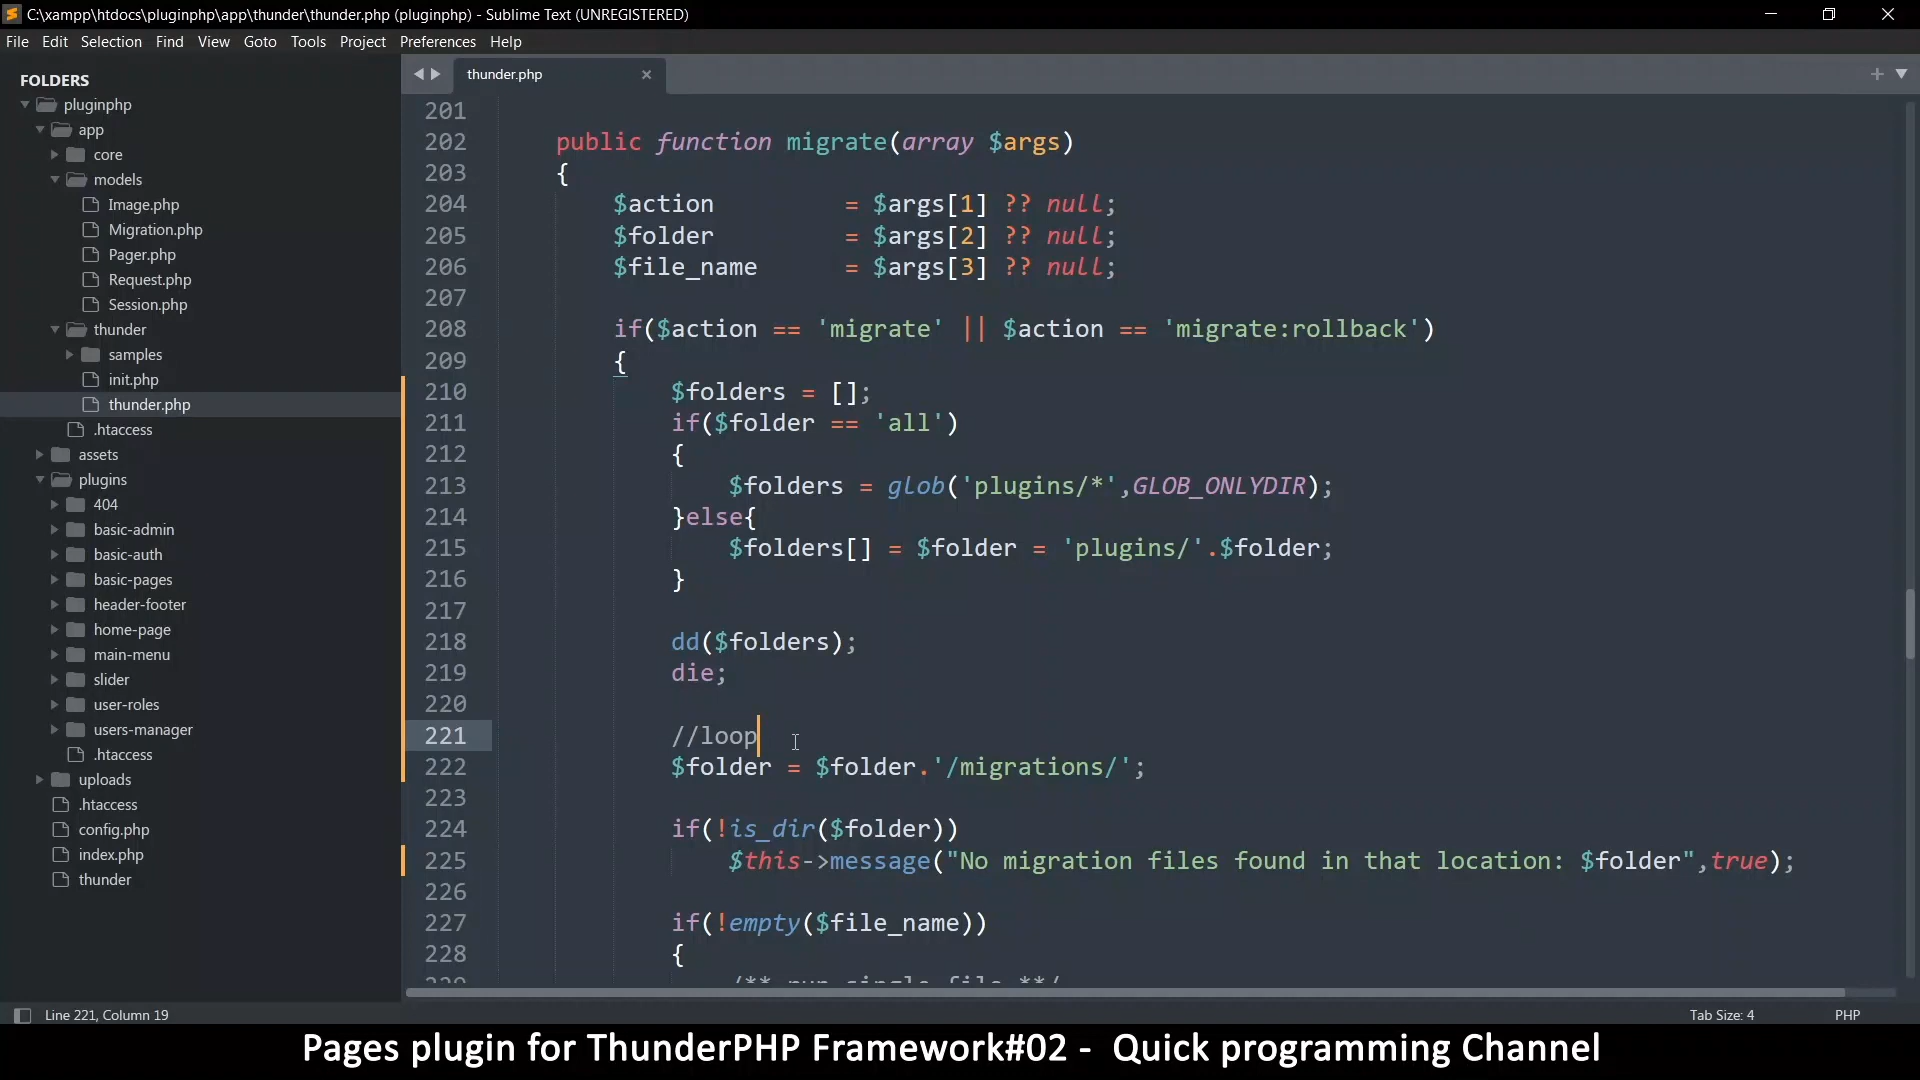 C:\xampp\htdocs\pluginphp\app\thunder\thunder.php (pluginphp) - Sublime Text (UNREGISTERED)
File Edit Selection Find View Goto Tools Project Preferences Help
FOLDERS
pluginphp
app
core
models
Image.php
Migration.php
Pager.php
Request.php
Session.php
thunder
samples
init.php
thunder.php
.htaccess
assets
plugins
404
basic-admin
basic-auth
basic-pages
header-footer
home-page
main-menu
slider
user-roles
users-manager
.htaccess
uploads
.htaccess
config.php
index.php
thunder
thunder.php
201
202 public function migrate(array $args)
203 {
204 $action = $args[1] ?? null;
205 $folder = $args[2] ?? null;
206 $file_name = $args[3] ?? null;
207
208 if($action == 'migrate' || $action == 'migrate:rollback')
209 {
210 $folders = [];
211 if($folder == 'all')
212 {
213 $folders = glob('plugins/*',GLOB_ONLYDIR);
214 }else{
215 $folders[] = $folder = 'plugins/'.$folder;
216 }
217
218 dd($folders);
219 die;
220
221 //loop
222 $folder = $folder.'/migrations/';
223
224 if(!is_dir($folder))
225 $this->message("No migration files found in that location: $folder",true);
226
227 if(!empty($file_name))
228 {
229 /** run single file **/
Line 221, Column 19
Tab Size: 4
PHP
Pages plugin for ThunderPHP Framework#02 - Quick programming Channel